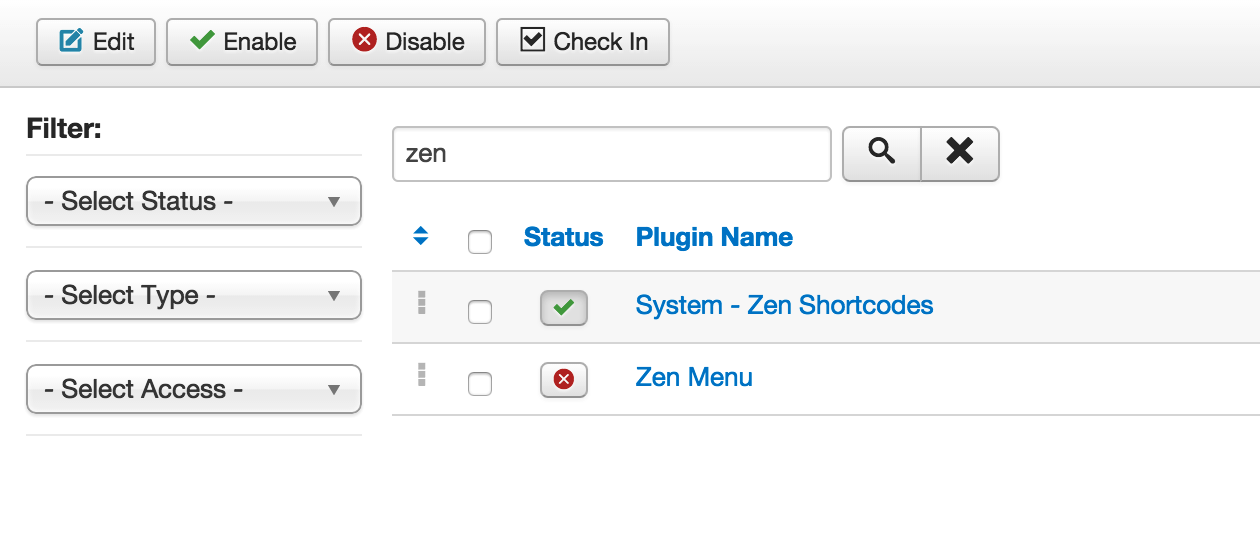 Edit Enable Disable Check In
Filter:
zen
- Select Status -
Status Plugin Name
- Select Type -
System - Zen Shortcodes
- Select Access -
Zen Menu